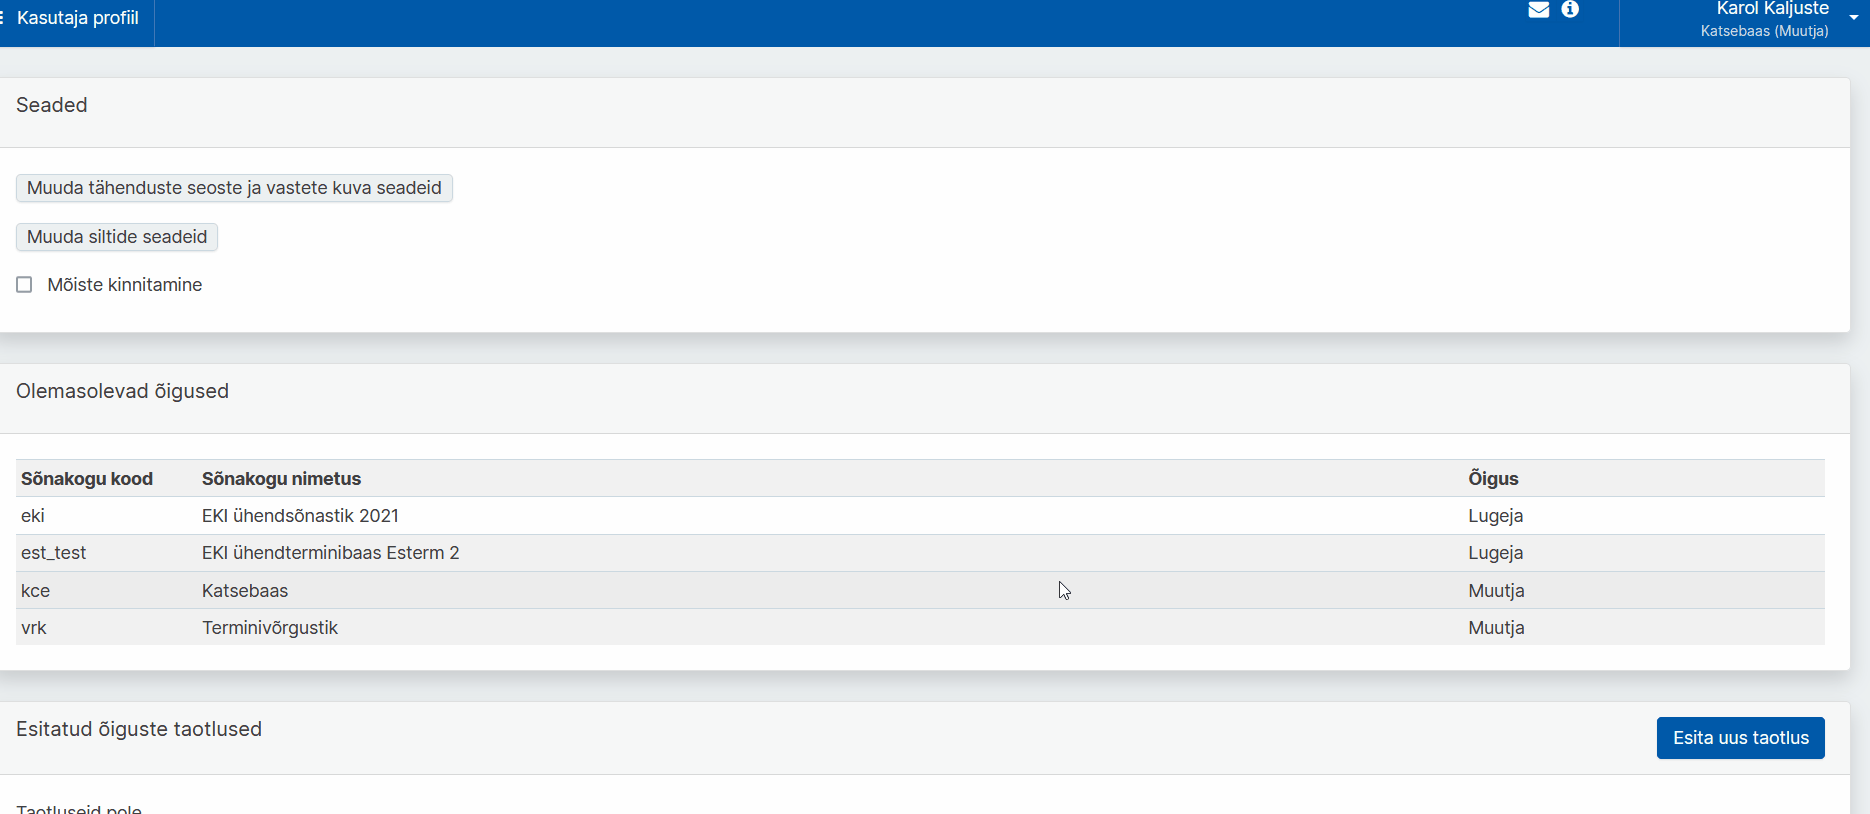 Kasutaja profiil
Karol Kaljuste
Katsebaas (Muutja)
Seaded
Muuda tähenduste seoste ja vastete kuva seadeid
Muuda siltide seadeid
Mõiste kinnitamine
Olemasolevad õigused
Sõnakogu kood Sõnakogu nimetus Õigus
eki EKI ühendsõnastik 2021 Lugeja
est_test EKI ühendterminibaas Esterm 2 Lugeja
kce Katsebaas Muutja
vrk Terminivõrgustik Muutja
Esitatud õiguste taotlused
Esita uus taotlus
Taotluseid pole